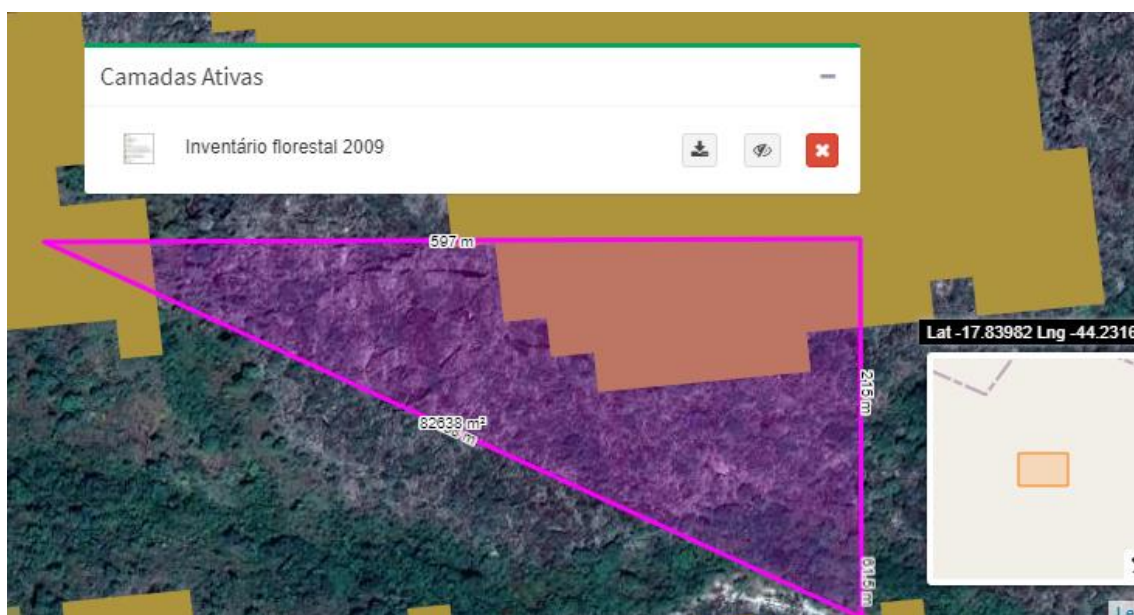 Camadas Ativas
Inventário florestal 2009
597 m
Lat -17.83982 Lng -44.2316
215 m
82638 m²
m